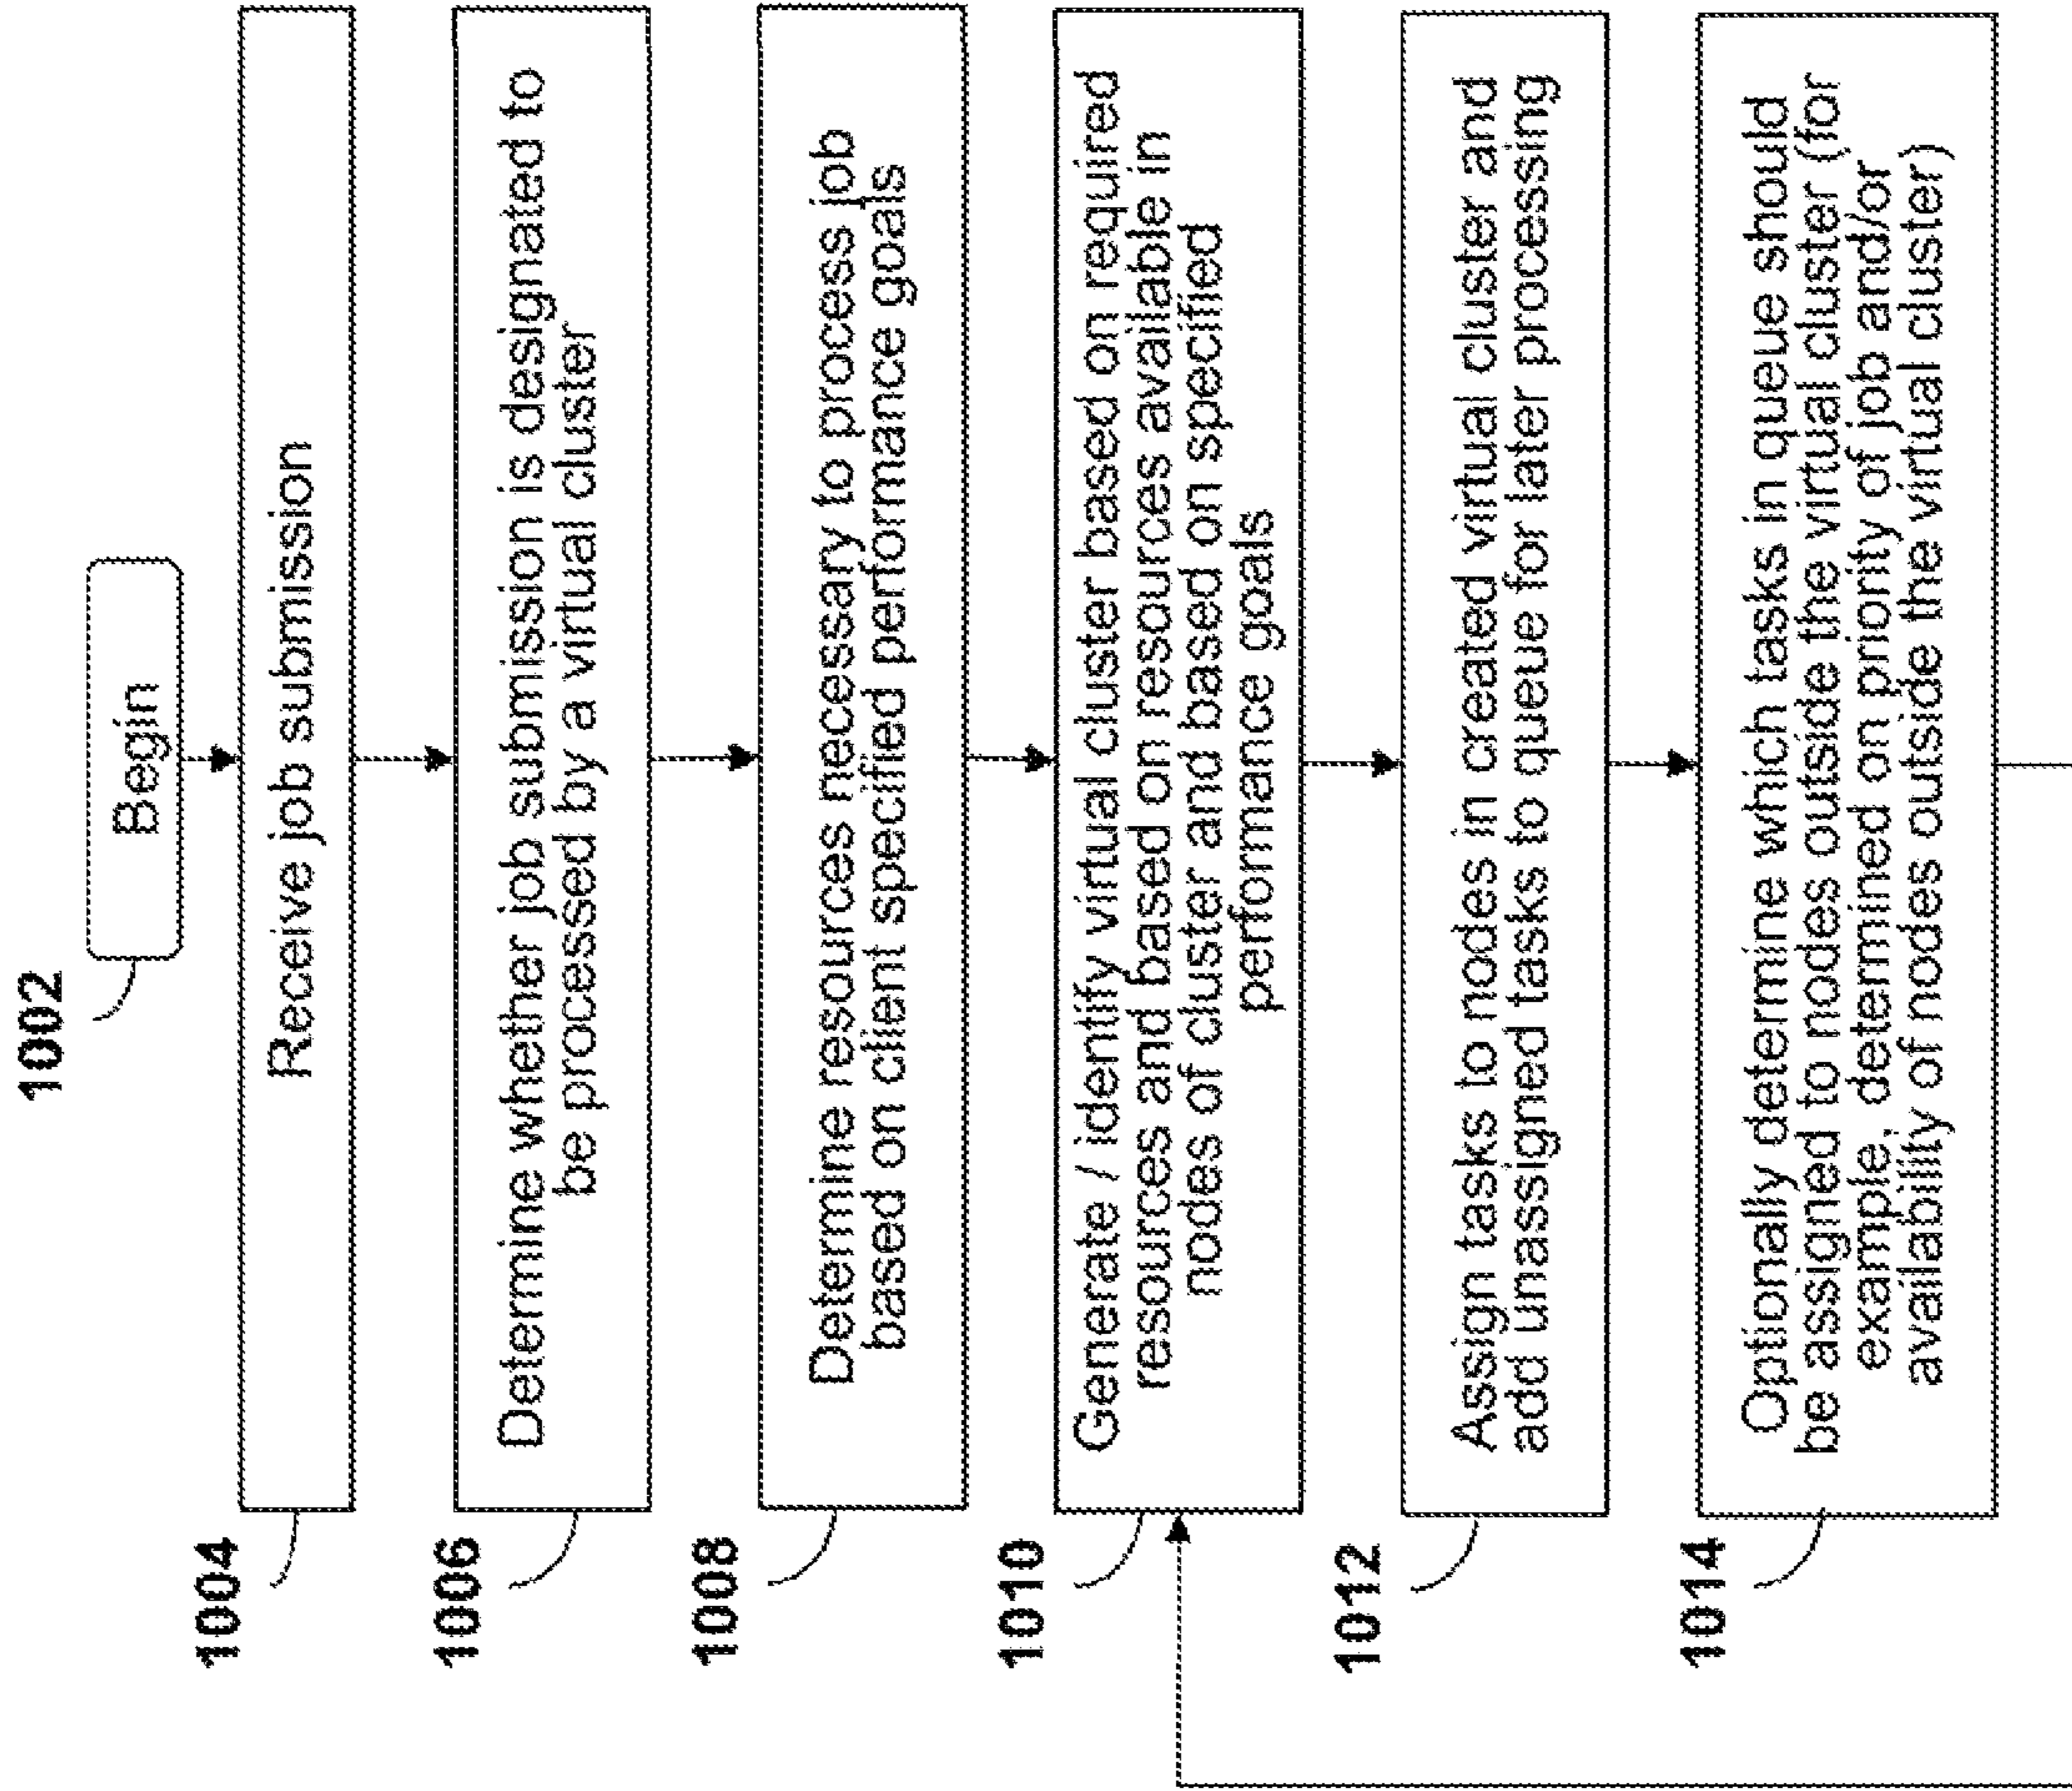 1002
Begin
1004
Receive job submission
1006
Determine whether job submission is designated to
be processed by a virtual cluster
1008
Determine resources necessary to process job
based on client specified performance goals
1010
Generate / identify virtual cluster based on required
resources and based on resources available in
nodes of cluster and based on specified
performance goals
1012
Assign tasks to nodes in created virtual cluster and
add unassigned tasks to queue for later processing
1014
Optionally determine which tasks in queue should
be assigned to nodes outside the virtual cluster (for
example, determined on priority of job and/or
availability of nodes outside the virtual cluster)